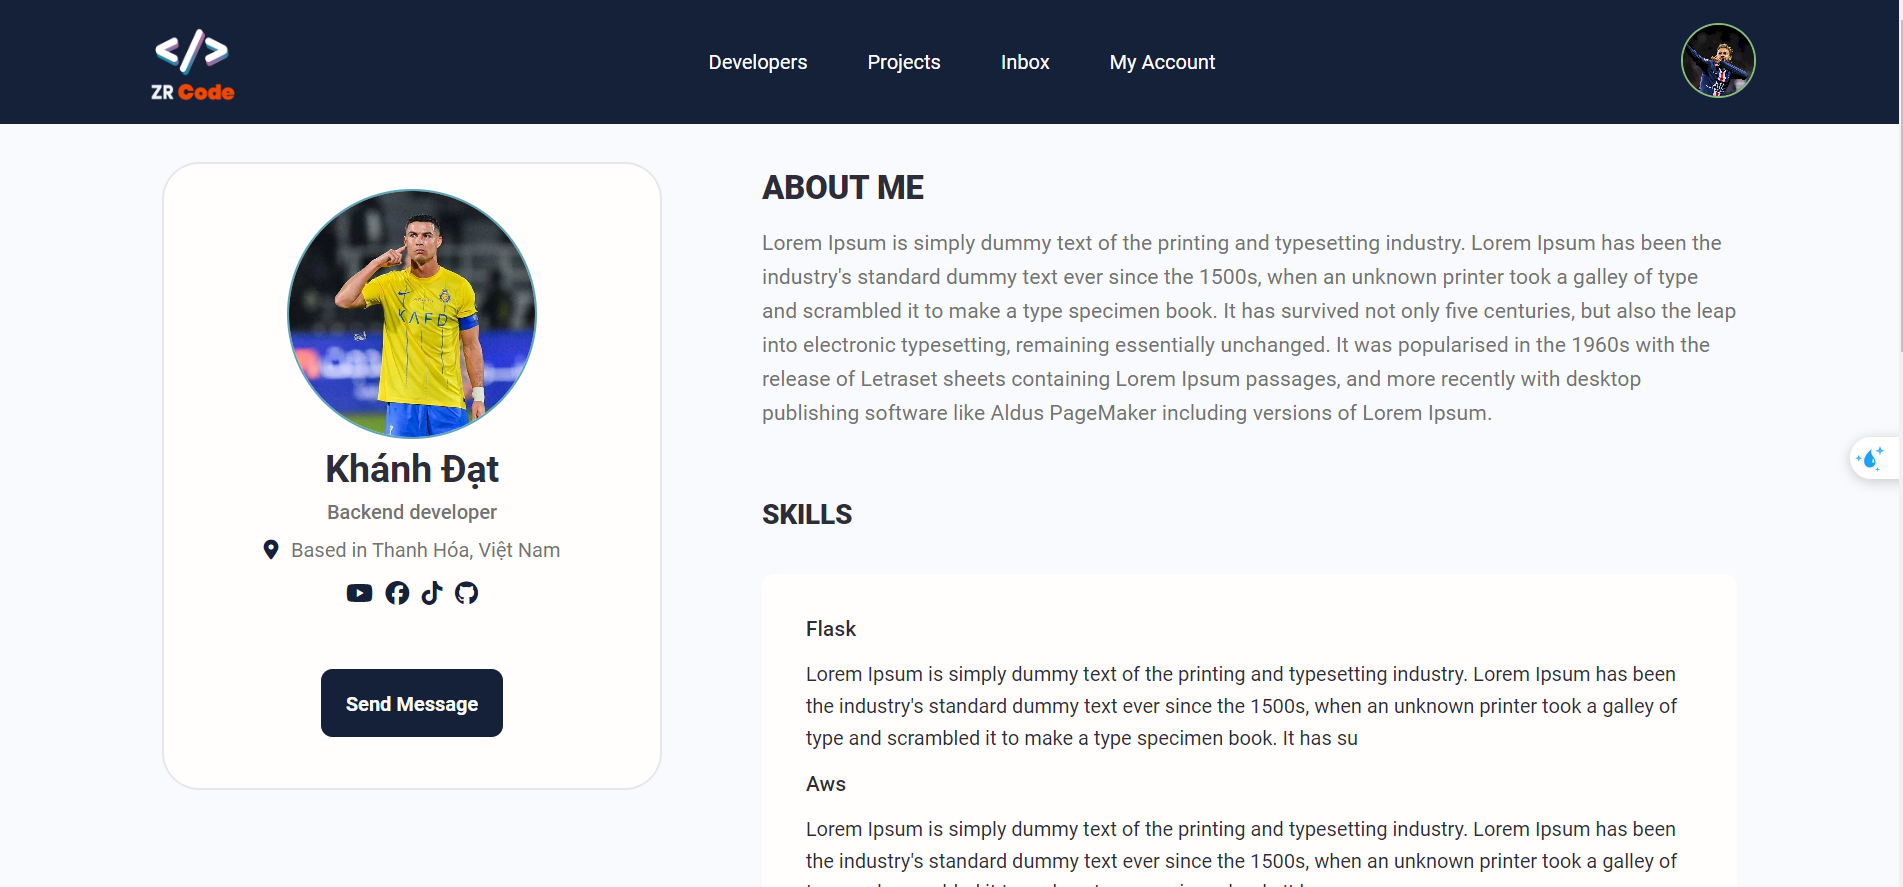 ZR Code
Developers
Projects
Inbox
My Account
KAFD
Khánh Đạt
Backend developer
Based in Thanh Hóa, Việt Nam
Send Message
ABOUT ME
Lorem Ipsum is simply dummy text of the printing and typesetting industry. Lorem Ipsum has been the
industry's standard dummy text ever since the 1500s, when an unknown printer took a galley of type
and scrambled it to make a type specimen book. It has survived not only five centuries, but also the leap
into electronic typesetting, remaining essentially unchanged. It was popularised in the 1960s with the
release of Letraset sheets containing Lorem Ipsum passages, and more recently with desktop
publishing software like Aldus PageMaker including versions of Lorem Ipsum.
SKILLS
Flask
Lorem Ipsum is simply dummy text of the printing and typesetting industry. Lorem Ipsum has been
the industry's standard dummy text ever since the 1500s, when an unknown printer took a galley of
type and scrambled it to make a type specimen book. It has su
Aws
Lorem Ipsum is simply dummy text of the printing and typesetting industry. Lorem Ipsum has been
the industry's standard dummy text ever since the 1500s, when an unknown printer took a galley of